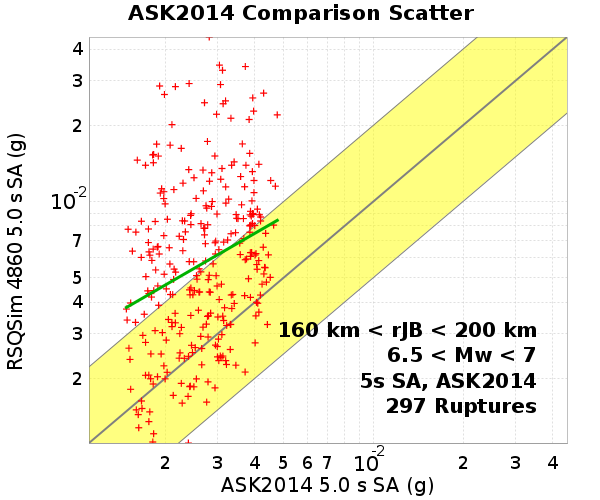 ASK2014 Comparison Scatter
RSQSim 4860 5.0 s SA (g)
4
3
2
10-2
7
5
4
3
2
160 km < rJB < 200 km
6.5 < Mw < 7
5s SA, ASK2014
297 Ruptures
2 3 4 5 6 7 10-2 2 3 4
ASK2014 5.0 s SA (g)